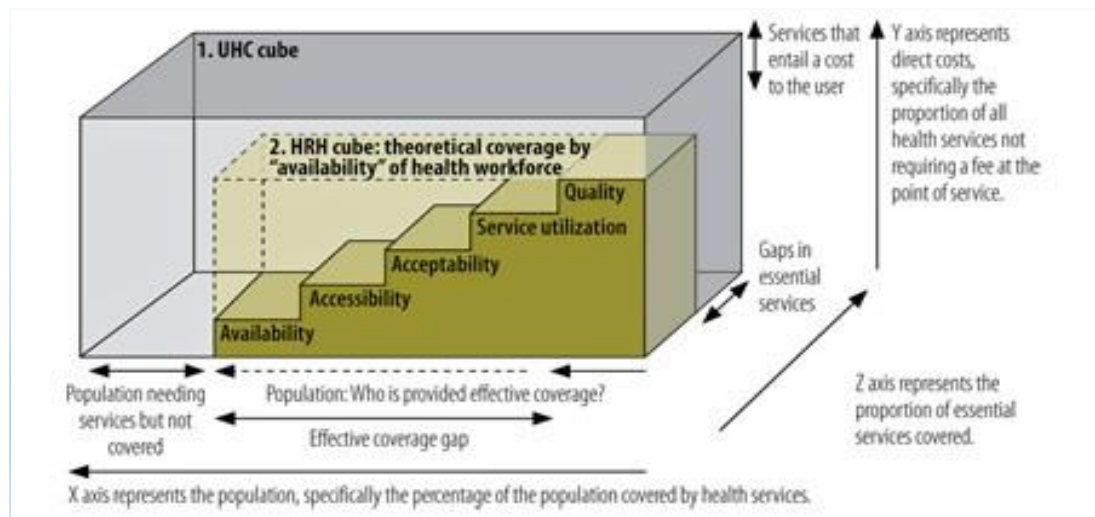 1. UHC cube
Services that
entail a cost
to the user
Y axis represents
direct costs,
specifically the
proportion of all
health services not
requiring a fee at the
point of service.
2. HRH cube: theoretical coverage by
“availability” of health workforce
Quality
Service utilization
Acceptability
Accessibility
Availability
Gaps in
essential
services
Population needing
services but not
covered
Population: Who is provided effective coverage?
Effective coverage gap
Z axis represents the
proportion of essential
services covered.
X axis represents the population, specifically the percentage of the population covered by health services.